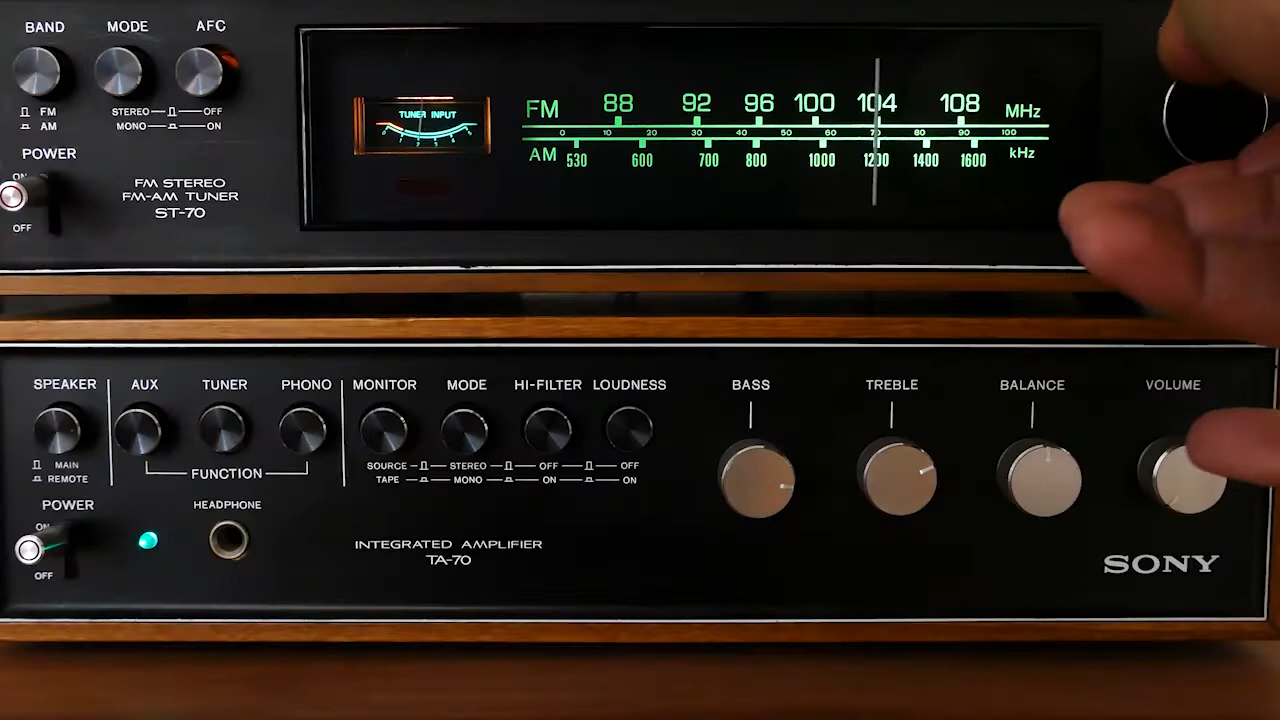 BAND MODE AFC
FM STEREO OFF
AM MONO ON
POWER
ON
OFF
FM STEREO
FM-AM TUNER
ST-70
TUNER INPUT
FM 88 92 96 100 104 108 MHz
0 10 20 30 40 50 60 70 80 90 100
AM 530 600 700 800 1000 1200 1400 1600 kHz
SPEAKER AUX TUNER PHONO MONITOR MODE HI-FILTER LOUDNESS BASS TREBLE BALANCE VOLUME
MAIN SOURCE STEREO OFF OFF
REMOTE FUNCTION TAPE MONO ON ON
POWER HEADPHONE
ON
OFF
INTEGRATED AMPLIFIER
TA-70
SONY